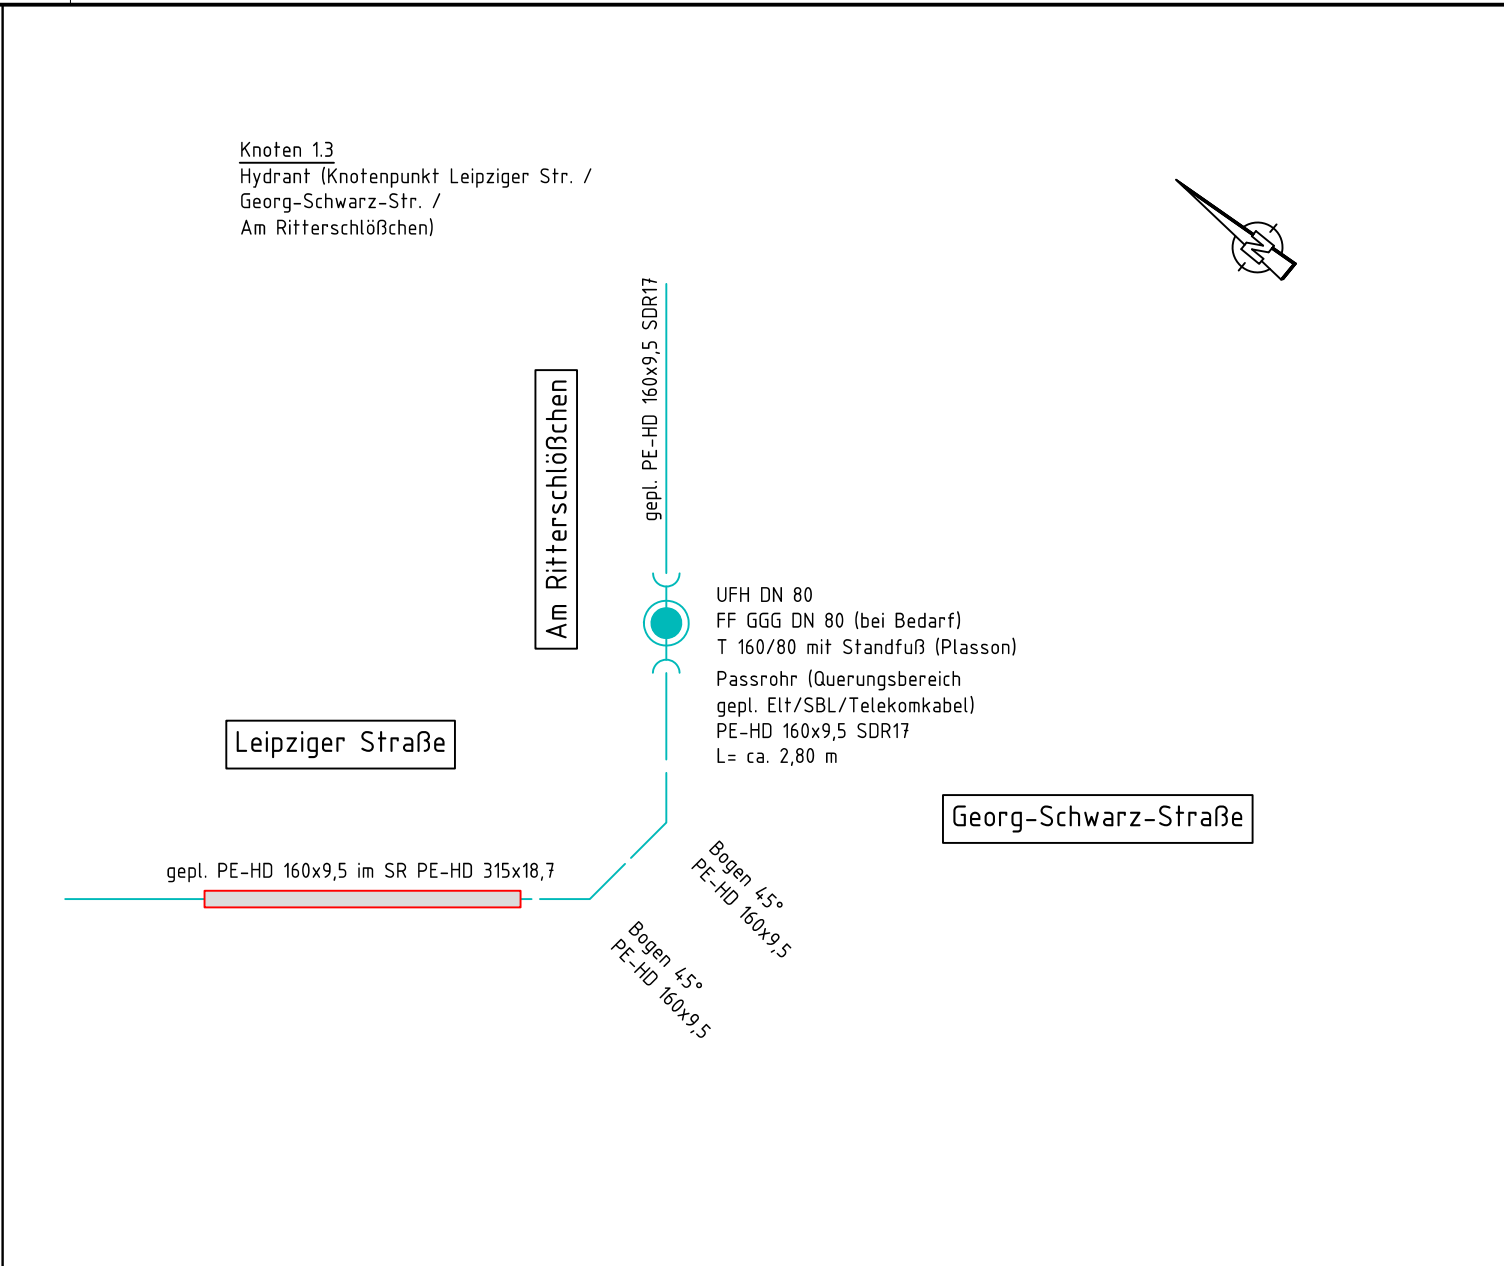 Knoten 1.3
Hydrant (Knotenpunkt Leipziger Str. /
Georg-Schwarz-Str. /
Am Ritterschlößchen)
N
gepl. PE-HD 160x9,5 SDR17
Am Ritterschlößchen
UFH DN 80
FF GGG DN 80 (bei Bedarf)
T 160/80 mit Standfuß (Plasson)
Passrohr (Querungsbereich
gepl. Elt/SBL/Telekomkabel)
PE-HD 160x9,5 SDR17
L= ca. 2,80 m
Leipziger Straße
Georg-Schwarz-Straße
gepl. PE-HD 160x9,5 im SR PE-HD 315x18,7
Bogen 45°
PE-HD 160x9,5
Bogen 45°
PE-HD 160x9,5